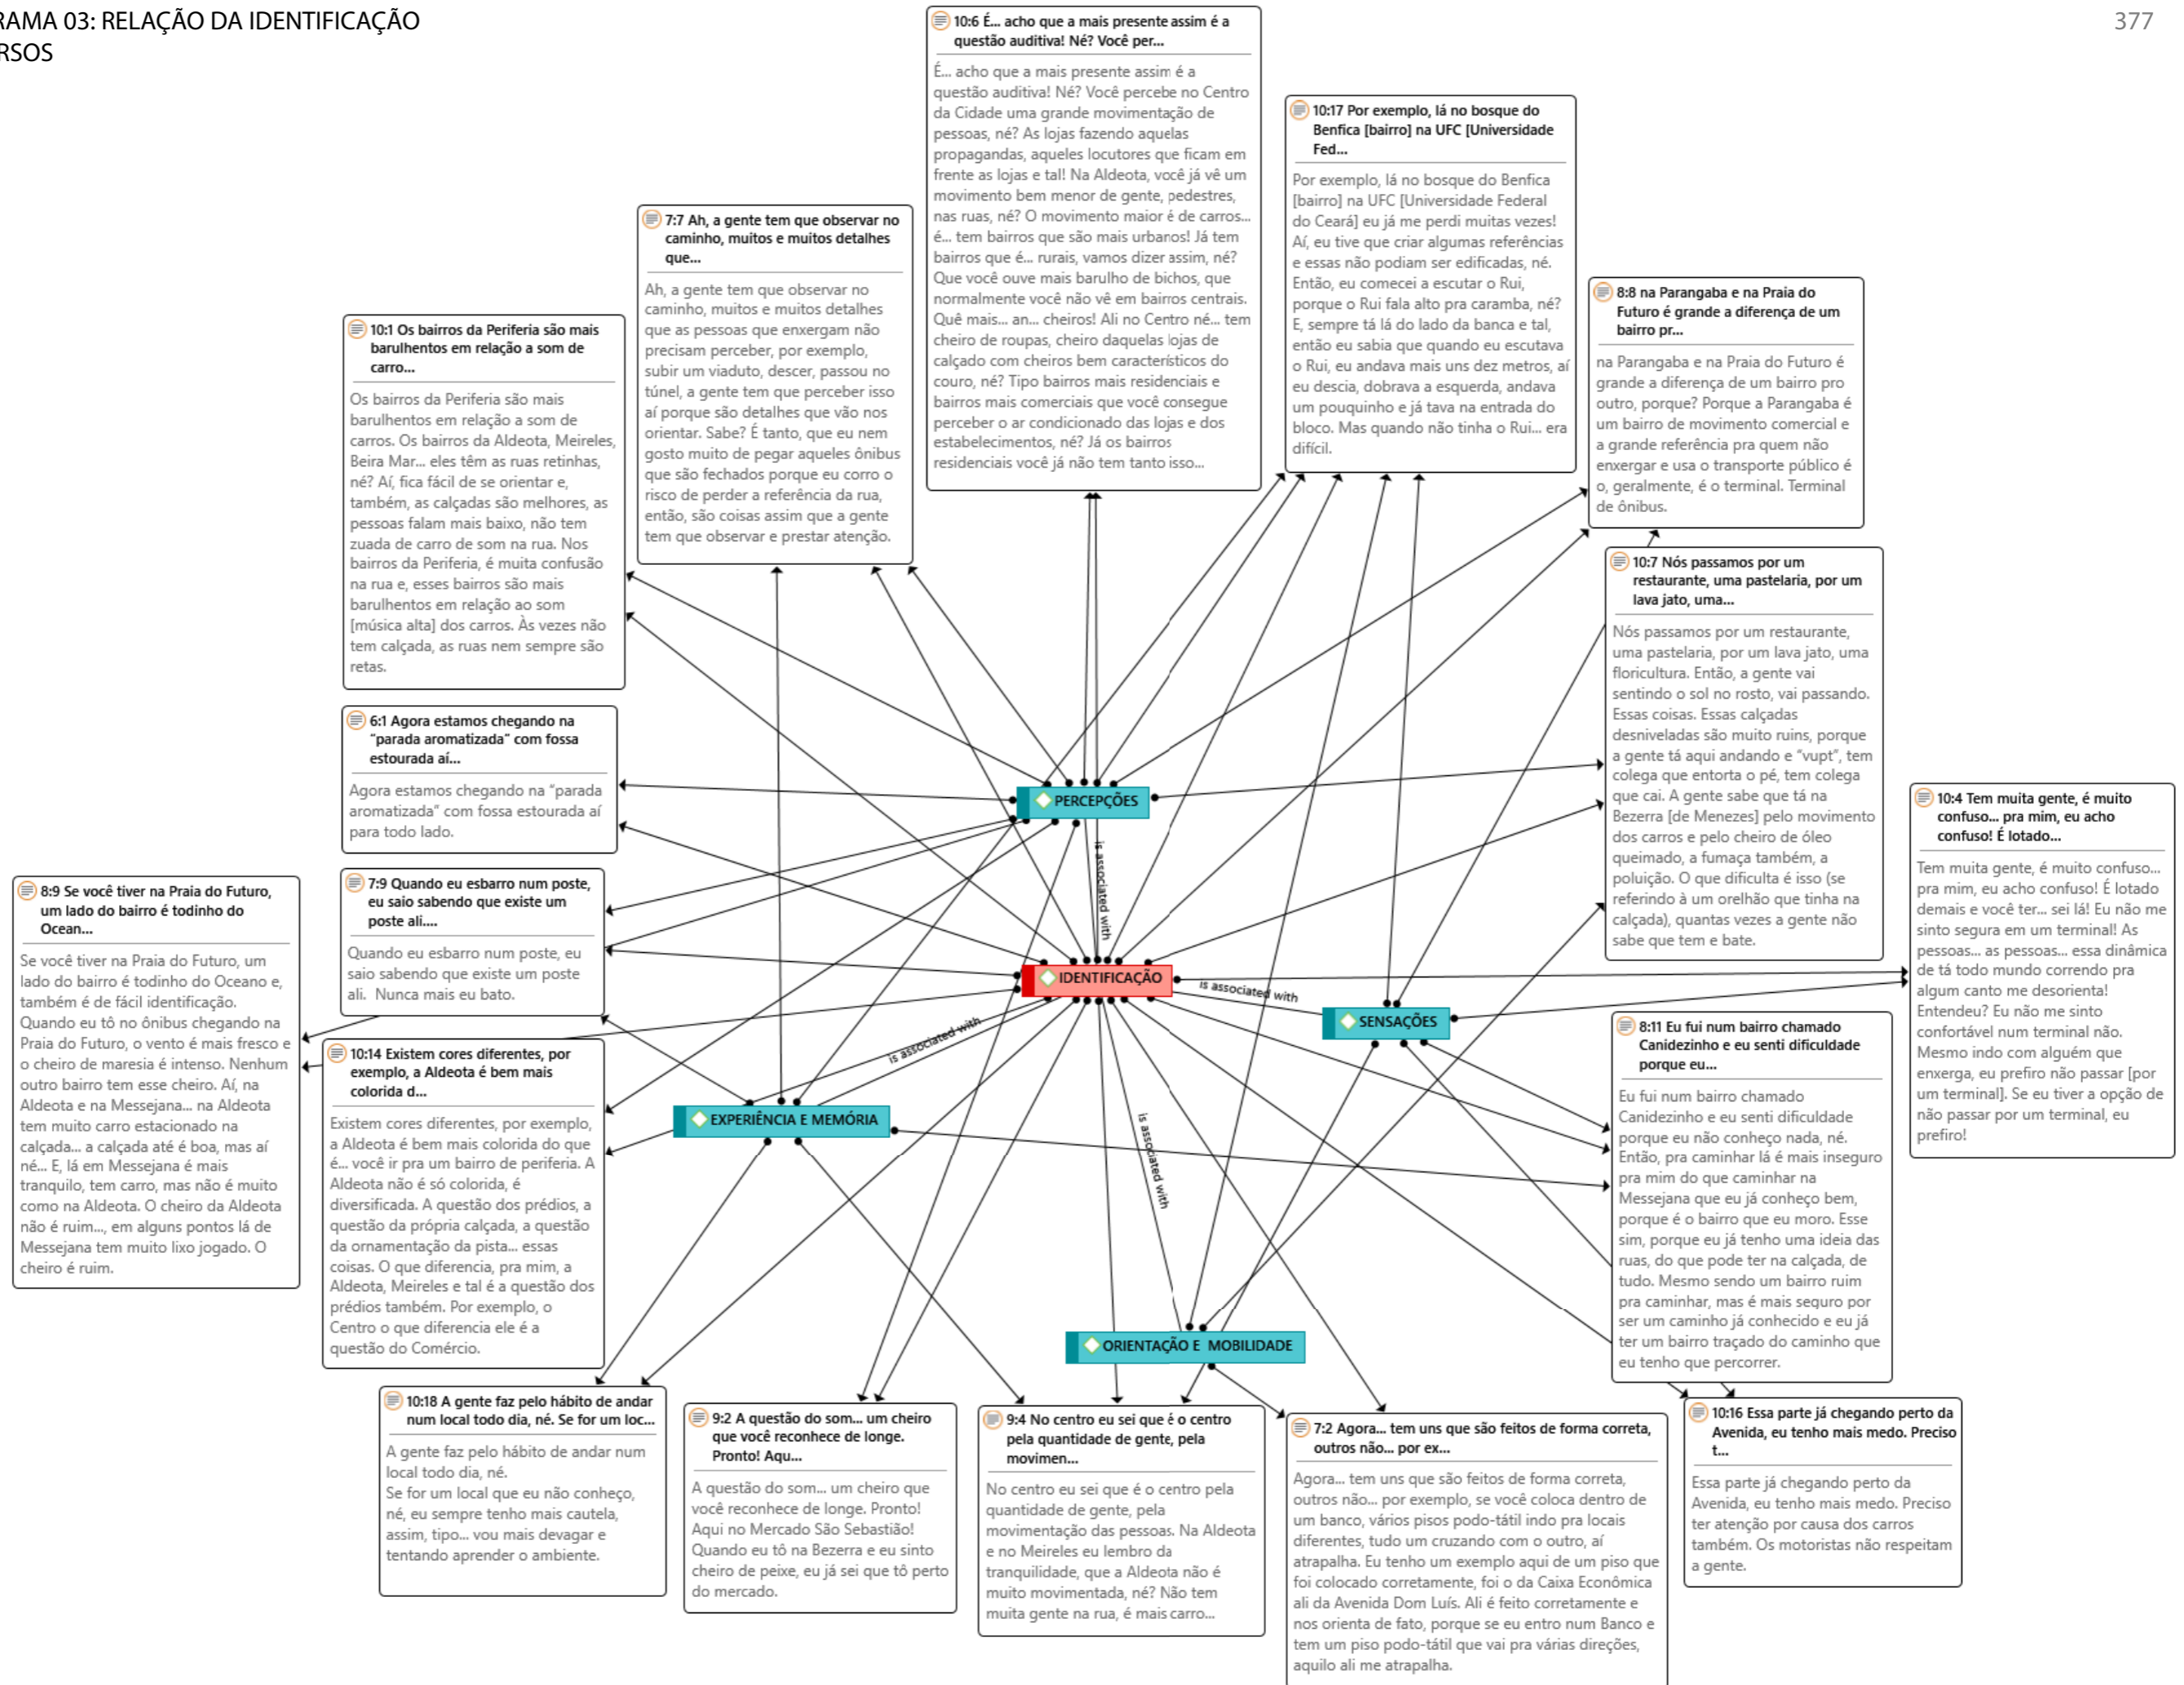 RAMA 03: RELAÇÃO DA IDENTIFICAÇÃO
RSOS
377
10:6 É... acho que a mais presente assim é a
questão auditiva! Né? Você per...
É... acho que a mais presente assim é a
questão auditiva! Né? Você percebe no Centro
da Cidade uma grande movimentação de
pessoas, né? As lojas fazendo aquelas
propagandas, aqueles locutores que ficam em
frente as lojas e tal! Na Aldeota, você já vê um
movimento bem menor de gente, pedestres,
nas ruas, né? O movimento maior é de carros...
é... tem bairros que são mais urbanos! Já tem
bairros que é... rurais, vamos dizer assim, né?
Que você ouve mais barulho de bichos, que
normalmente você não vê em bairros centrais.
Quê mais... an... cheiros! Ali no Centro né... tem
cheiro de roupas, cheiro daquelas lojas de
calçado com cheiros bem característicos do
couro, né? Tipo bairros mais residenciais e
bairros mais comerciais que você consegue
perceber o ar condicionado das lojas e dos
estabelecimentos, né? Já os bairros
residenciais você já não tem tanto isso...
10:17 Por exemplo, lá no bosque do
Benfica [bairro] na UFC [Universidade
Fed...
Por exemplo, lá no bosque do Benfica
[bairro] na UFC [Universidade Federal
do Ceará] eu já me perdi muitas vezes!
Aí, eu tive que criar algumas referências
e essas não podiam ser edificadas, né.
Então, eu comecei a escutar o Rui,
porque o Rui fala alto pra caramba, né?
E, sempre tá lá do lado da banca e tal,
então eu sabia que quando eu escutava
o Rui, eu andava mais uns dez metros, aí
eu descia, dobrava a esquerda, andava
um pouquinho e já tava na entrada do
bloco. Mas quando não tinha o Rui... era
difícil.
7:7 Ah, a gente tem que observar no
caminho, muitos e muitos detalhes
que...
Ah, a gente tem que observar no
caminho, muitos e muitos detalhes
que as pessoas que enxergam não
precisam perceber, por exemplo,
subir um viaduto, descer, passou no
túnel, a gente tem que perceber isso
aí porque são detalhes que vão nos
orientar. Sabe? É tanto, que eu nem
gosto muito de pegar aqueles ônibus
que são fechados porque eu corro o
risco de perder a referência da rua,
então, são coisas assim que a gente
tem que observar e prestar atenção.
8:8 na Parangaba e na Praia do
Futuro é grande a diferença de um
bairro pr...
na Parangaba e na Praia do Futuro é
grande a diferença de um bairro pro
outro, porque? Porque a Parangaba é
um bairro de movimento comercial e
a grande referência pra quem não
enxergar e usa o transporte público é
o, geralmente, é o terminal. Terminal
de ônibus.
10:1 Os bairros da Periferia são mais
barulhentos em relação a som de
carro...
Os bairros da Periferia são mais
barulhentos em relação a som de
carros. Os bairros da Aldeota, Meireles,
Beira Mar... eles têm as ruas retinhas,
né? Aí, fica fácil de se orientar e,
também, as calçadas são melhores, as
pessoas falam mais baixo, não tem
zuada de carro de som na rua. Nos
bairros da Periferia, é muita confusão
na rua e, esses bairros são mais
barulhentos em relação ao som
[música alta] dos carros. Às vezes não
tem calçada, as ruas nem sempre são
retas.
10:7 Nós passamos por um
restaurante, uma pastelaria, por um
lava jato, uma...
Nós passamos por um restaurante,
uma pastelaria, por um lava jato, uma
floricultura. Então, a gente vai
sentindo o sol no rosto, vai passando.
Essas coisas. Essas calçadas
desniveladas são muito ruins, porque
a gente tá aqui andando e “vupt”, tem
colega que entorta o pé, tem colega
que cai. A gente sabe que tá na
Bezerra [de Menezes] pelo movimento
dos carros e pelo cheiro de óleo
queimado, a fumaça também, a
poluição. O que dificulta é isso (se
referindo à um orelhão que tinha na
calçada), quantas vezes a gente não
sabe que tem e bate.
6:1 Agora estamos chegando na
“parada aromatizada” com fossa
estourada aí...
Agora estamos chegando na “parada
aromatizada” com fossa estourada aí
para todo lado.
PERCEPÇÕES
10:4 Tem muita gente, é muito
confuso... pra mim, eu acho
confuso! É lotado...
Tem muita gente, é muito confuso...
pra mim, eu acho confuso! É lotado
demais e você ter... sei lá! Eu não me
sinto segura em um terminal! As
pessoas... as pessoas... essa dinâmica
de tá todo mundo correndo pra
algum canto me desorienta!
Entendeu? Eu não me sinto
confortável num terminal não.
Mesmo indo com alguém que
enxerga, eu prefiro não passar [por
um terminal]. Se eu tiver a opção de
não passar por um terminal, eu
prefiro!
7:9 Quando eu esbarro num poste,
eu saio sabendo que existe um
poste ali....
Quando eu esbarro num poste, eu
saio sabendo que existe um poste
ali. Nunca mais eu bato.
8:9 Se você tiver na Praia do Futuro,
um lado do bairro é todinho do
Ocean...
Se você tiver na Praia do Futuro, um
lado do bairro é todinho do Oceano e,
também é de fácil identificação.
Quando eu tô no ônibus chegando na
Praia do Futuro, o vento é mais fresco e
o cheiro de maresia é intenso. Nenhum
outro bairro tem esse cheiro. Aí, na
Aldeota e na Messejana... na Aldeota
tem muito carro estacionado na
calçada... a calçada até é boa, mas aí
né... E, lá em Messejana é mais
tranquilo, tem carro, mas não é muito
como na Aldeota. O cheiro da Aldeota
não é ruim..., em alguns pontos lá de
Messejana tem muito lixo jogado. O
cheiro é ruim.
is associated with
IDENTIFICAÇÃO
is associated with
SENSAÇÕES
is associated with
EXPERIÊNCIA E MEMÓRIA
is associated with
10:14 Existem cores diferentes, por
exemplo, a Aldeota é bem mais
colorida d...
Existem cores diferentes, por exemplo,
a Aldeota é bem mais colorida do que
é... você ir pra um bairro de periferia. A
Aldeota não é só colorida, é
diversificada. A questão dos prédios, a
questão da própria calçada, a questão
da ornamentação da pista... essas
coisas. O que diferencia, pra mim, a
Aldeota, Meireles e tal é a questão dos
prédios também. Por exemplo, o
Centro o que diferencia ele é a
questão do Comércio.
8:11 Eu fui num bairro chamado
Canidezinho e eu senti dificuldade
porque eu...
Eu fui num bairro chamado
Canidezinho e eu senti dificuldade
porque eu não conheço nada, né.
Então, pra caminhar lá é mais inseguro
pra mim do que caminhar na
Messejana que eu já conheço bem,
porque é o bairro que eu moro. Esse
sim, porque eu já tenho uma ideia das
ruas, do que pode ter na calçada, de
tudo. Mesmo sendo um bairro ruim
pra caminhar, mas é mais seguro por
ser um caminho já conhecido e eu já
ter um bairro traçado do caminho que
eu tenho que percorrer.
ORIENTAÇÃO E MOBILIDADE
10:18 A gente faz pelo hábito de andar
num local todo dia, né. Se for um loc...
A gente faz pelo hábito de andar num
local todo dia, né.
Se for um local que eu não conheço,
né, eu sempre tenho mais cautela,
assim, tipo... vou mais devagar e
tentando aprender o ambiente.
9:2 A questão do som... um cheiro
que você reconhece de longe.
Pronto! Aqu...
A questão do som... um cheiro que
você reconhece de longe. Pronto!
Aqui no Mercado São Sebastião!
Quando eu tô na Bezerra e eu sinto
cheiro de peixe, eu já sei que tô perto
do mercado.
9:4 No centro eu sei que é o centro
pela quantidade de gente, pela
movimen...
No centro eu sei que é o centro pela
quantidade de gente, pela
movimentação das pessoas. Na Aldeota
e no Meireles eu lembro da
tranquilidade, que a Aldeota não é
muito movimentada, né? Não tem
muita gente na rua, é mais carro...
7:2 Agora... tem uns que são feitos de forma correta,
outros não... por ex...
Agora... tem uns que são feitos de forma correta,
outros não... por exemplo, se você coloca dentro de
um banco, vários pisos podo-tátil indo pra locais
diferentes, tudo um cruzando com o outro, aí
atrapalha. Eu tenho um exemplo aqui de um piso que
foi colocado corretamente, foi o da Caixa Econômica
ali da Avenida Dom Luís. Ali é feito corretamente e
nos orienta de fato, porque se eu entro num Banco e
tem um piso podo-tátil que vai pra várias direções,
aquilo ali me atrapalha.
10:16 Essa parte já chegando perto da
Avenida, eu tenho mais medo. Preciso
t...
Essa parte já chegando perto da
Avenida, eu tenho mais medo. Preciso
ter atenção por causa dos carros
também. Os motoristas não respeitam
a gente.